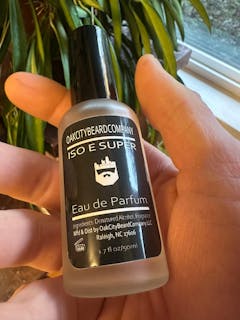 OAKCITYBEARDCOMPANY
ISO E SUPER
Eau de Parfum
Ingredients: Denatured Alcohol, Fragrance
Mfd & Dist by OakCityBeardCompany LLC
Raleigh, NC 27606
1.7 fl oz/50ml